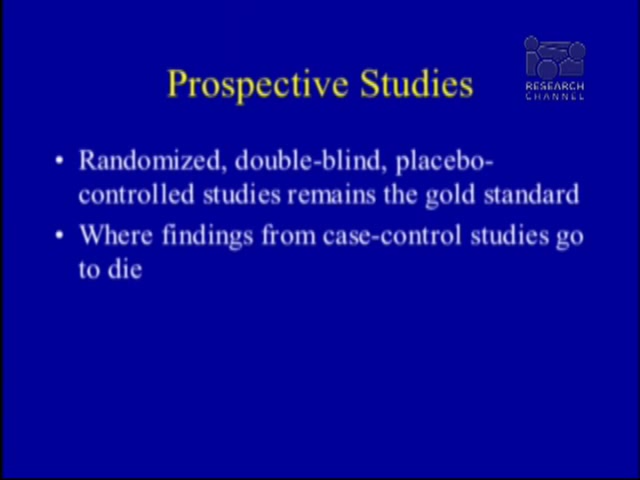 Prospective Studies
RESEARCH
CHANNEL
• Randomized, double-blind, placebo-
controlled studies remains the gold standard
• Where findings from case-control studies go
to die